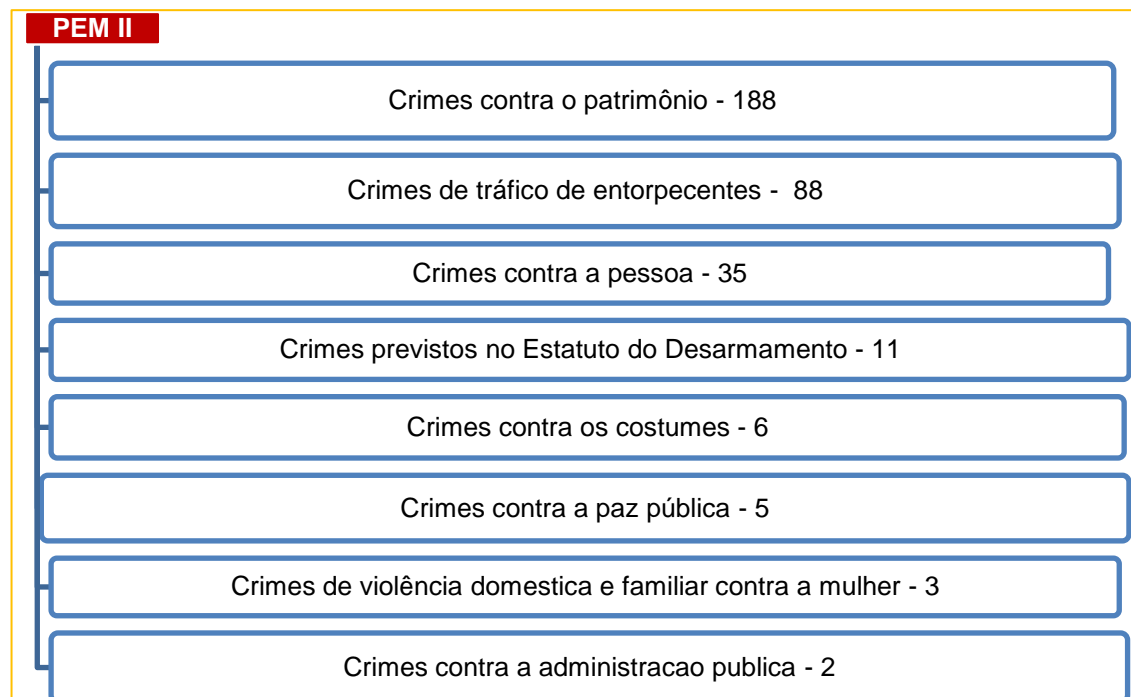 PEM II
Crimes contra o patrimônio - 188
Crimes de tráfico de entorpecentes -  88
Crimes contra a pessoa - 35
Crimes previstos no Estatuto do Desarmamento - 11
Crimes contra os costumes - 6
Crimes contra a paz pública - 5
Crimes de violência domestica e familiar contra a mulher - 3
Crimes contra a administracao publica - 2